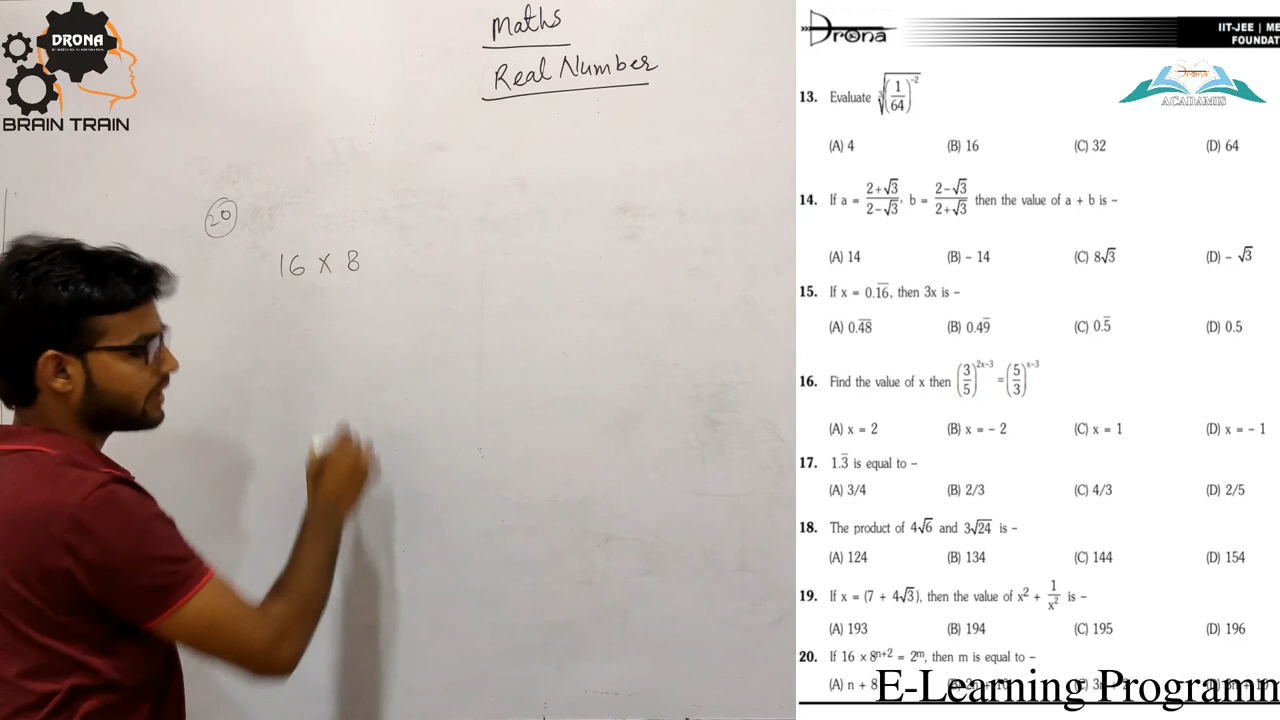 DRONA
BRAIN TRAIN
Maths
Real Number
20
16 × 8
Drona
IIT-JEE | ME
FOUNDAT
Drona
ACADAMIS
13. Evaluate ∛(1/64)⁻²
(A) 4 (B) 16 (C) 32 (D) 64
14. If a = (2+√3)/(2−√3), b = (2−√3)/(2+√3) then the value of a + b is –
(A) 14 (B) – 14 (C) 8√3 (D) – √3
15. If x = 0.1̅6̅, then 3x is –
(A) 0.4̅8̅ (B) 0.49̅ (C) 0.5̅ (D) 0.5
16. Find the value of x then (3/5)²ˣ⁻³ = (5/3)ˣ⁻³
(A) x = 2 (B) x = – 2 (C) x = 1 (D) x = – 1
17. 1.3̅ is equal to –
(A) 3/4 (B) 2/3 (C) 4/3 (D) 2/5
18. The product of 4√6 and 3√24 is –
(A) 124 (B) 134 (C) 144 (D) 154
19. If x = (7 + 4√3), then the value of x² + 1/x² is –
(A) 193 (B) 194 (C) 195 (D) 196
20. If 16 × 8ⁿ⁺² = 2ᵐ, then m is equal to –
(A) n + 8
E-Learning Programm